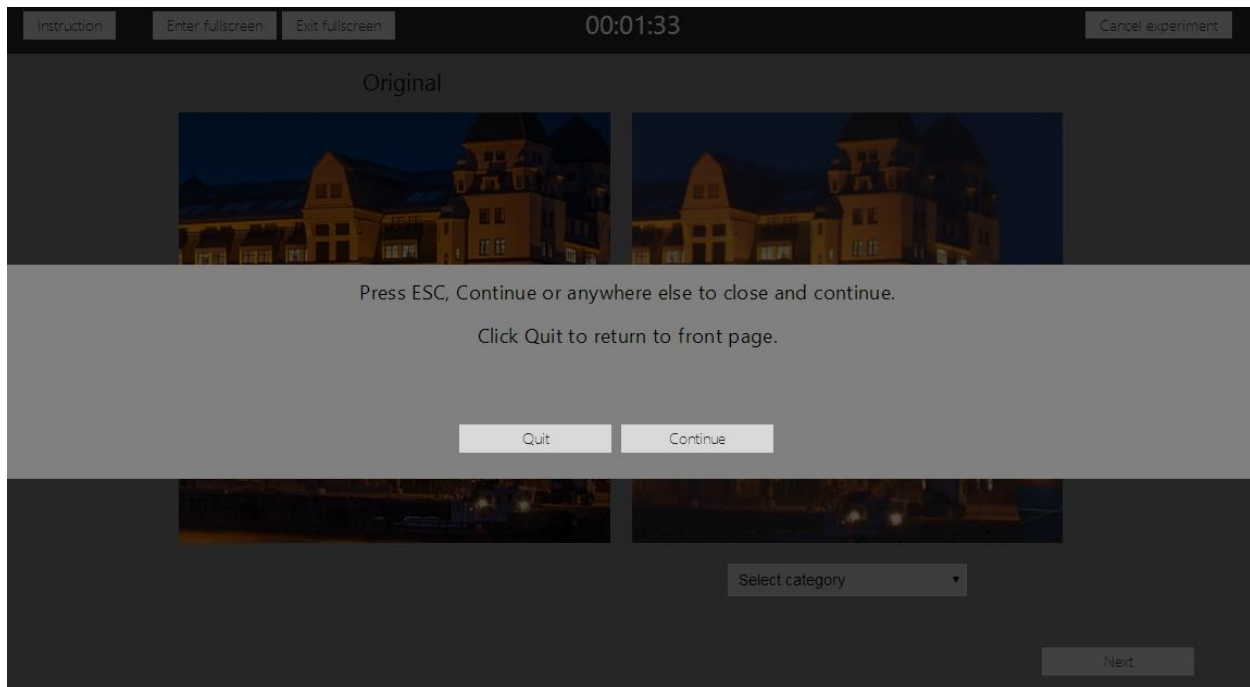 Instruction
Enter fullscreen
Exit fullscreen
00:01:33
Cancel experiment
Original
Press ESC, Continue or anywhere else to close and continue.
Click Quit to return to front page.
Quit
Continue
Select category
Next